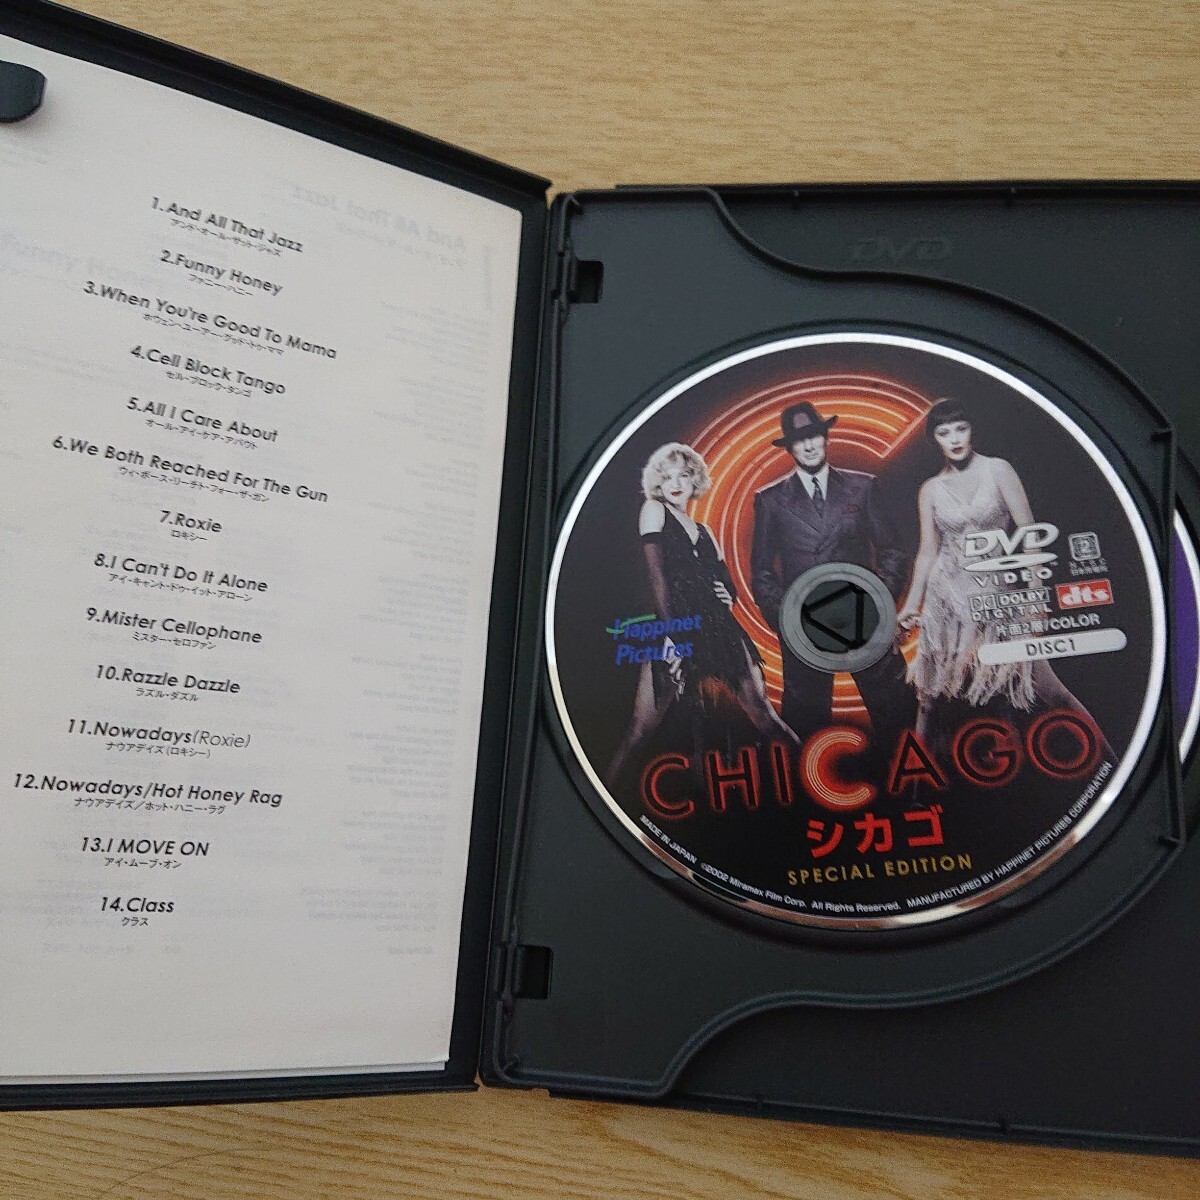 1.And All That Jazz
アンド・オール・ザット・ジャズ
2.Funny Honey
ファニー・ハニー
3.When You're Good To Mama
ホウェン・ユーアー・グッド・トゥ・ママ
4.Cell Block Tango
セル・ブロック・タンゴ
5.All I Care About
オール・アイ・ケア・アバウト
6.We Both Reached For The Gun
ウィ・ボース・リーチト・フォー・ザ・ガン
7.Roxie
ロキシー
8.I Can't Do It Alone
アイ・キャント・ドゥ・イット・アローン
9.Mister Cellophane
ミスター・セロファン
10.Razzle Dazzle
ラズル・ダズル
11.Nowadays(Roxie)
ナウアデイズ(ロキシー)
12.Nowadays/Hot Honey Rag
ナウアデイズ/ホット・ハニー・ラグ
13.I MOVE ON
アイ・ムーブ・オン
14.Class
クラス
DVD
DVD
VIDEO
2
NTSC
日本市場向
DOLBY
DIGITAL
dts
片面2層/COLOR
DISC1
Happinet
Pictures
CHICAGO
シカゴ
SPECIAL EDITION
MADE IN JAPAN ©2002 Miramax Film Corp. All Rights Reserved. MANUFACTURED BY HAPPINET PICTURES CORPORATION